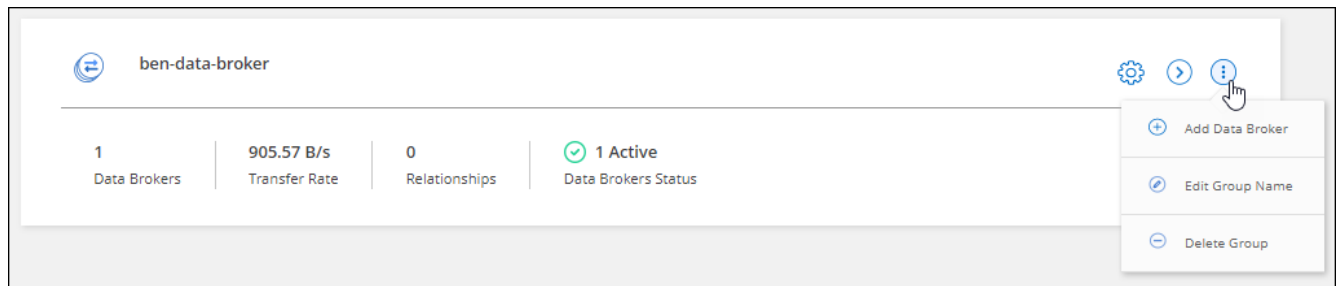 ben-data-broker
1 905.57 B/s 0 1 Active
Data Brokers Transfer Rate Relationships Data Brokers Status
Add Data Broker
Edit Group Name
Delete Group